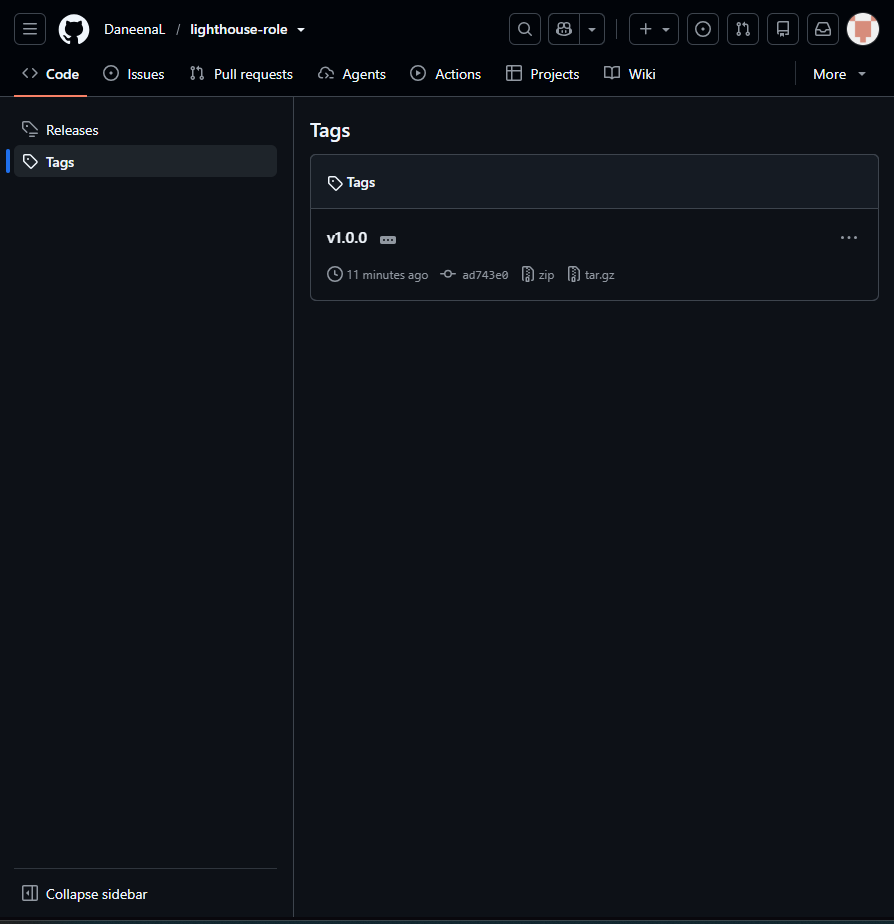 DaneenaL / lighthouse-role
Code Issues Pull requests Agents Actions Projects Wiki More
Releases
Tags
Tags
Tags
v1.0.0
11 minutes ago ad743e0 zip tar.gz
Collapse sidebar